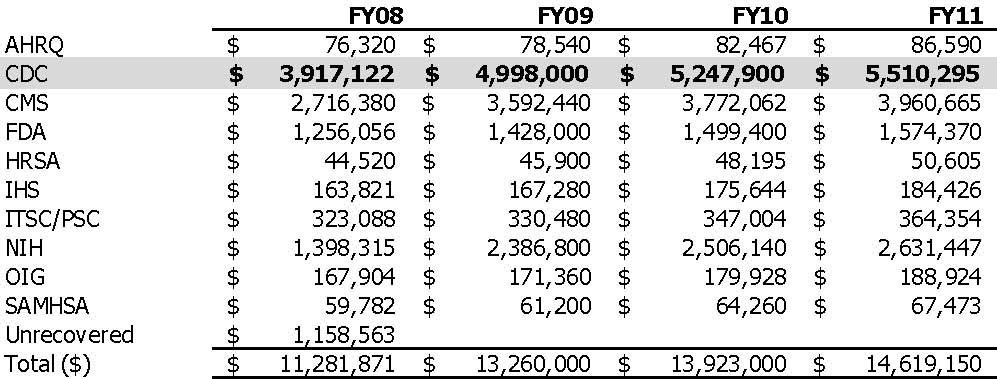 FY08 FY09 FY10 FY11
AHRQ $ 76,320 $ 78,540 $ 82,467 $ 86,590
CDC $ 3,917,122 $ 4,998,000 $ 5,247,900 $ 5,510,295
CMS $ 2,716,380 $ 3,592,440 $ 3,772,062 $ 3,960,665
FDA $ 1,256,056 $ 1,428,000 $ 1,499,400 $ 1,574,370
HRSA $ 44,520 $ 45,900 $ 48,195 $ 50,605
IHS $ 163,821 $ 167,280 $ 175,644 $ 184,426
ITSC/PSC $ 323,088 $ 330,480 $ 347,004 $ 364,354
NIH $ 1,398,315 $ 2,386,800 $ 2,506,140 $ 2,631,447
OIG $ 167,904 $ 171,360 $ 179,928 $ 188,924
SAMHSA $ 59,782 $ 61,200 $ 64,260 $ 67,473
Unrecovered $ 1,158,563
Total ($) $ 11,281,871 $ 13,260,000 $ 13,923,000 $ 14,619,150